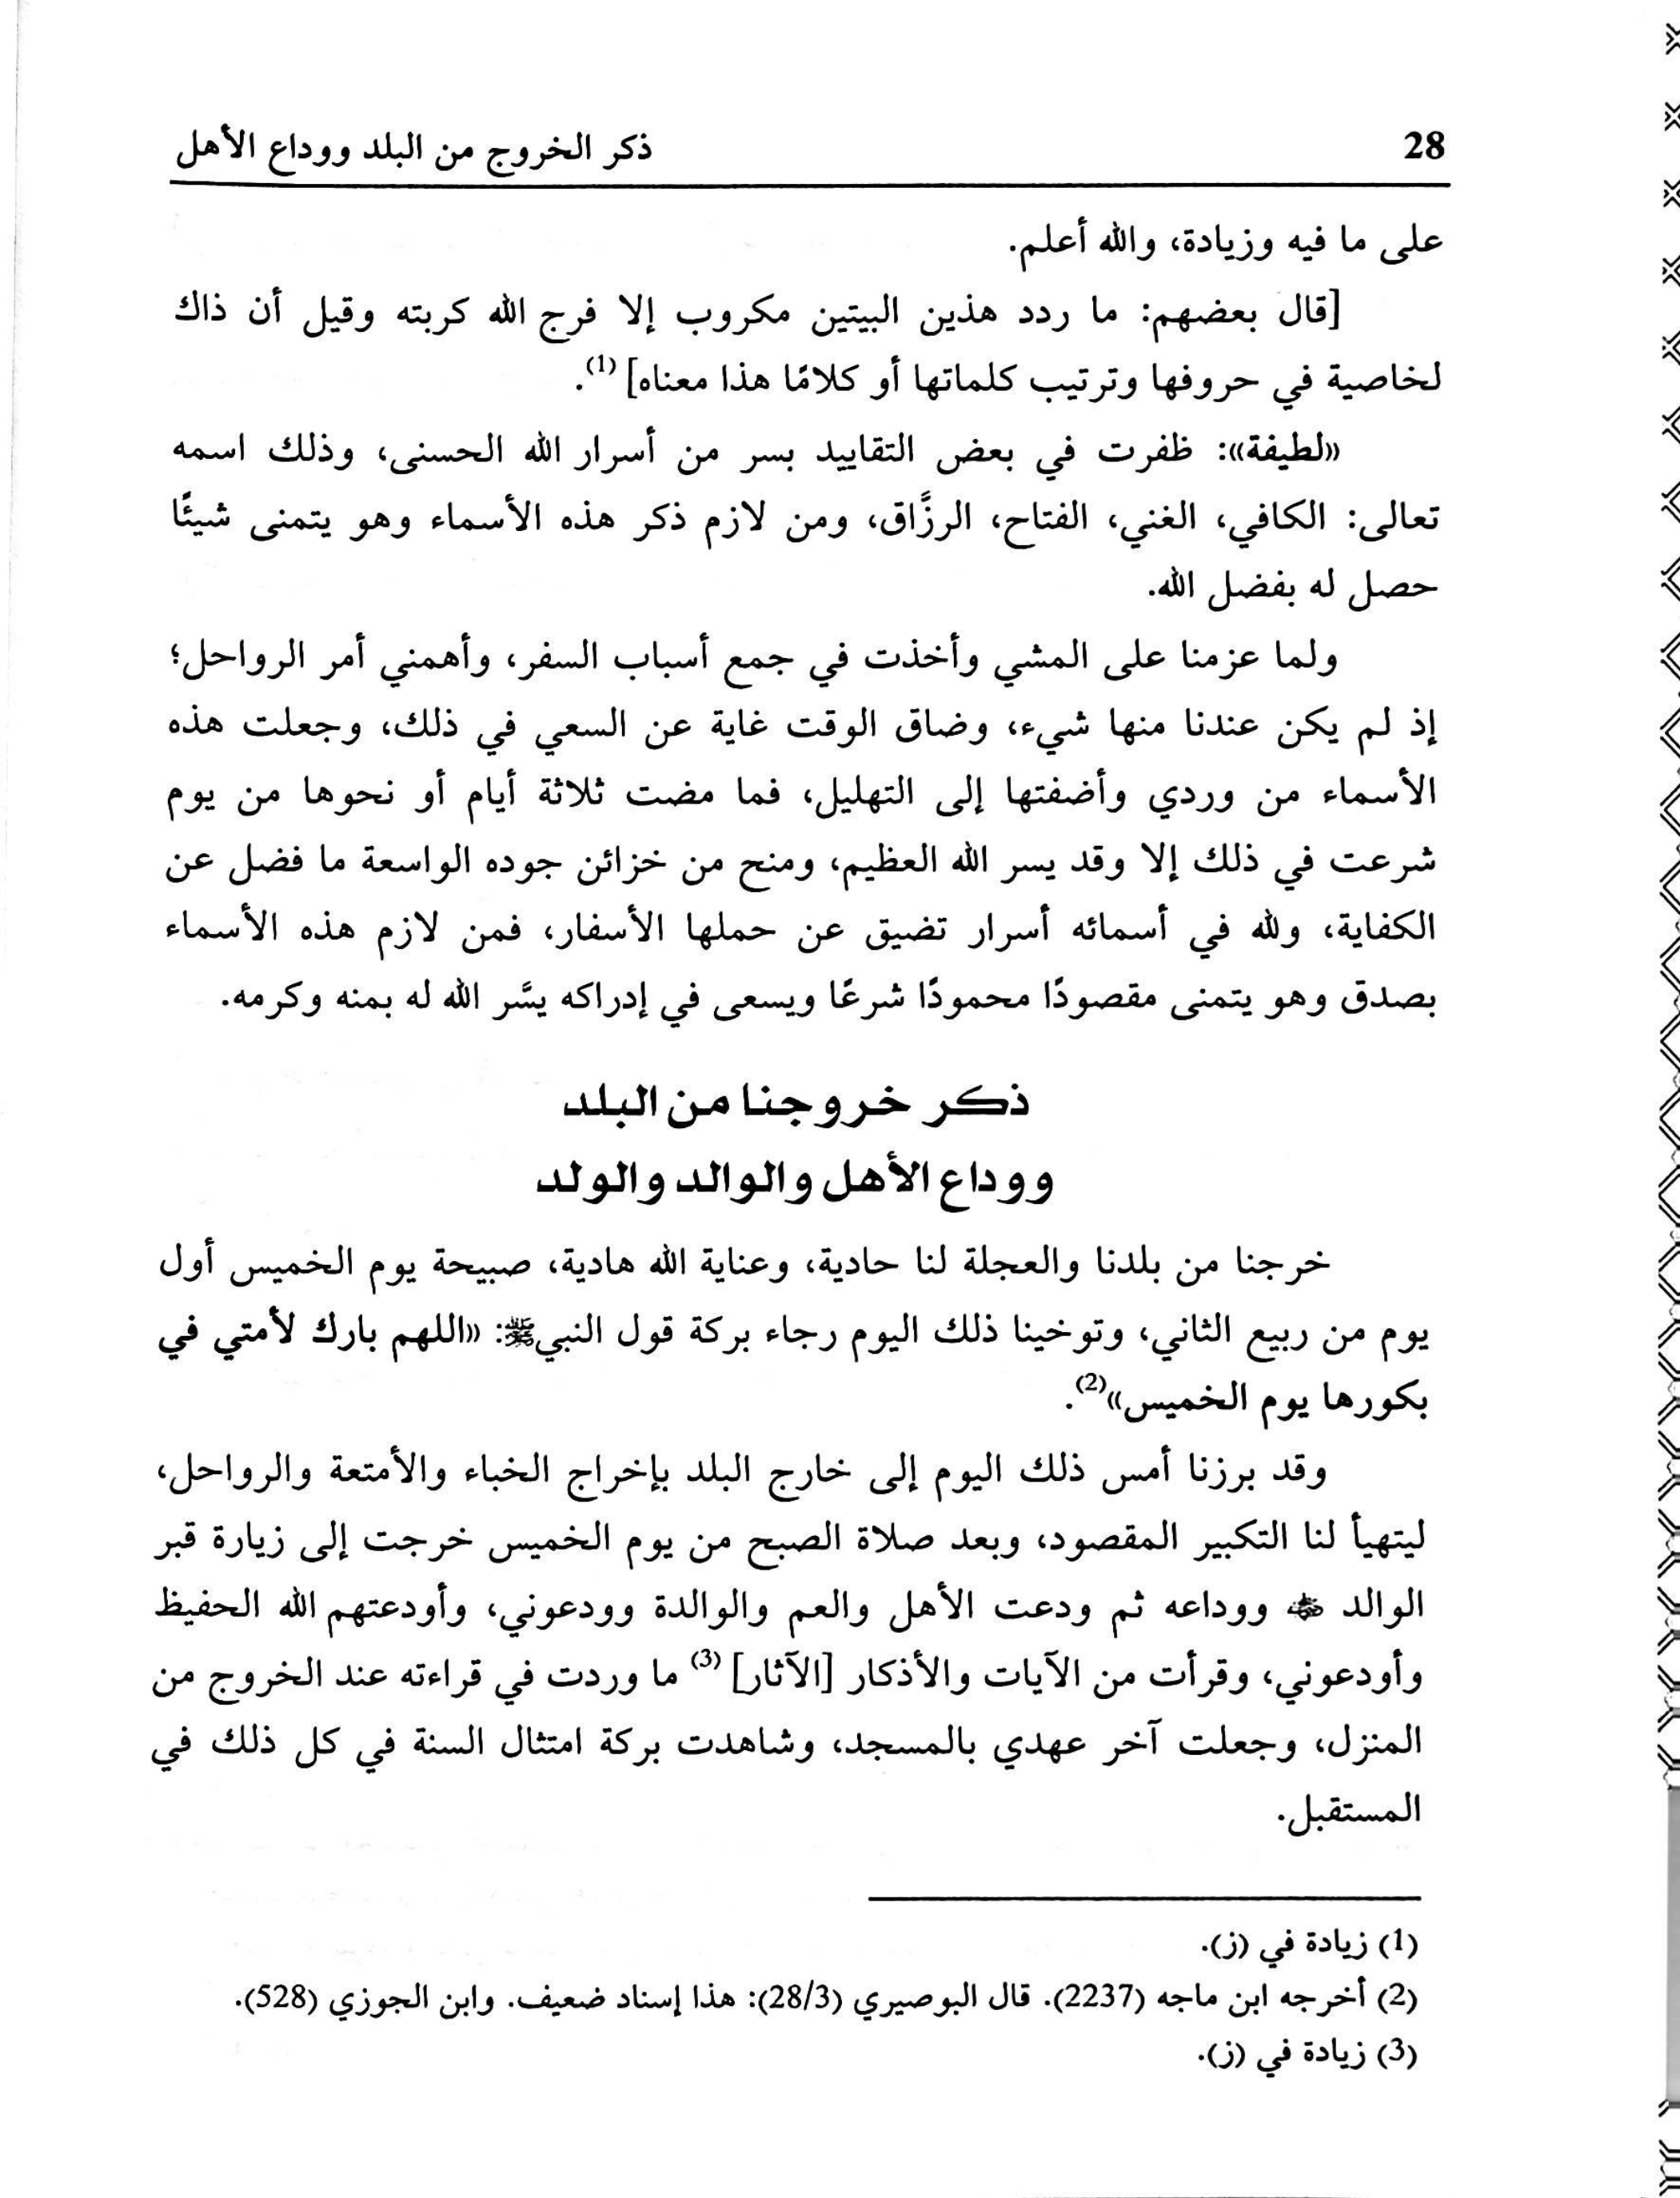 28
ذكر الخروج من البلد ووداع الأهل
على ما فيه وزيادة، والله أعلم.
[قال بعضهم: ما ردد هذين البيتين مكروب إلا فرج الله كربته وقيل أن ذاك
لخاصية في حروفها وترتيب كلماتها أو كلامًا هذا معناه] (1).
«لطيفة»: ظفرت في بعض التقاييد بسر من أسرار الله الحسنى، وذلك اسمه
تعالى: الكافي، الغني، الفتاح، الرزَّاق، ومن لازم ذكر هذه الأسماء وهو يتمنى شيئًا
حصل له بفضل الله.
ولما عزمنا على المشي وأخذت في جمع أسباب السفر، وأهمني أمر الرواحل؛
إذ لم يكن عندنا منها شيء، وضاق الوقت غاية عن السعي في ذلك، وجعلت هذه
الأسماء من وردي وأضفتها إلى التهليل، فما مضت ثلاثة أيام أو نحوها من يوم
شرعت في ذلك إلا وقد يسر الله العظيم، ومنح من خزائن جوده الواسعة ما فضل عن
الكفاية، ولله في أسمائه أسرار تضيق عن حملها الأسفار، فمن لازم هذه الأسماء
بصدق وهو يتمنى مقصودًا محمودًا شرعًا ويسعى في إدراكه يسَّر الله له بمنه وكرمه.
ذكر خروجنا من البلد
ووداع الأهل والوالد والولد
خرجنا من بلدنا والعجلة لنا حادية، وعناية الله هادية، صبيحة يوم الخميس أول
يوم من ربيع الثاني، وتوخينا ذلك اليوم رجاء بركة قول النبي ﷺ: «اللهم بارك لأمتي في
بكورها يوم الخميس»(2).
وقد برزنا أمس ذلك اليوم إلى خارج البلد بإخراج الخباء والأمتعة والرواحل،
ليتهيأ لنا التكبير المقصود، وبعد صلاة الصبح من يوم الخميس خرجت إلى زيارة قبر
الوالد ووداعه ثم ودعت الأهل والعم والوالدة وودعوني، وأودعتهم الله الحفيظ
وأودعوني، وقرأت من الآيات والأذكار [الآثار] (3) ما وردت في قراءته عند الخروج من
المنزل، وجعلت آخر عهدي بالمسجد، وشاهدت بركة امتثال السنة في كل ذلك في
المستقبل.
(1) زيادة في (ز).
(2) أخرجه ابن ماجه (2237). قال البوصيري (28/3): هذا إسناد ضعيف. وابن الجوزي (528).
(3) زيادة في (ز).